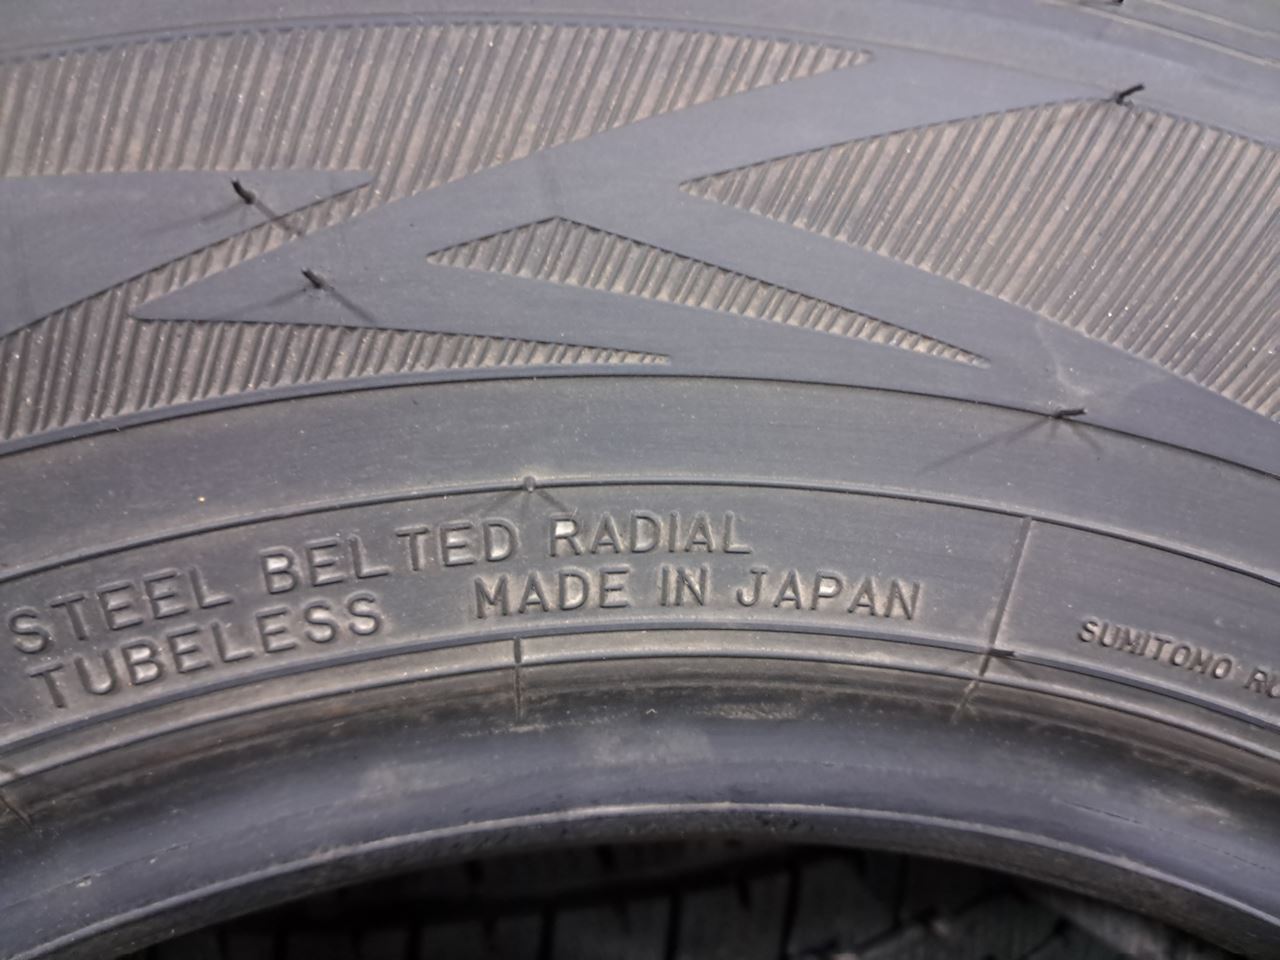 STEEL BELTED RADIAL
TUBELESS MADE IN JAPAN
SUMITOMO